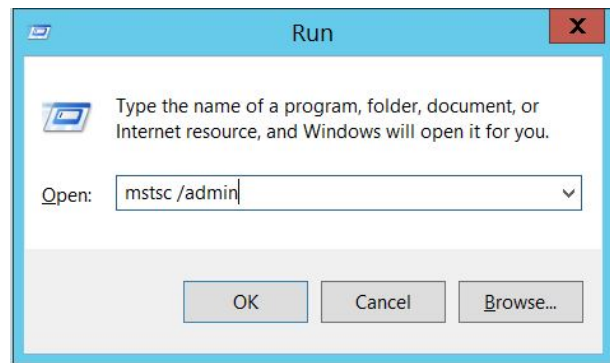 Run
X
Type the name of a program, folder, document, or
Internet resource, and Windows will open it for you.
Open: mstsc /admin
OK Cancel Browse...